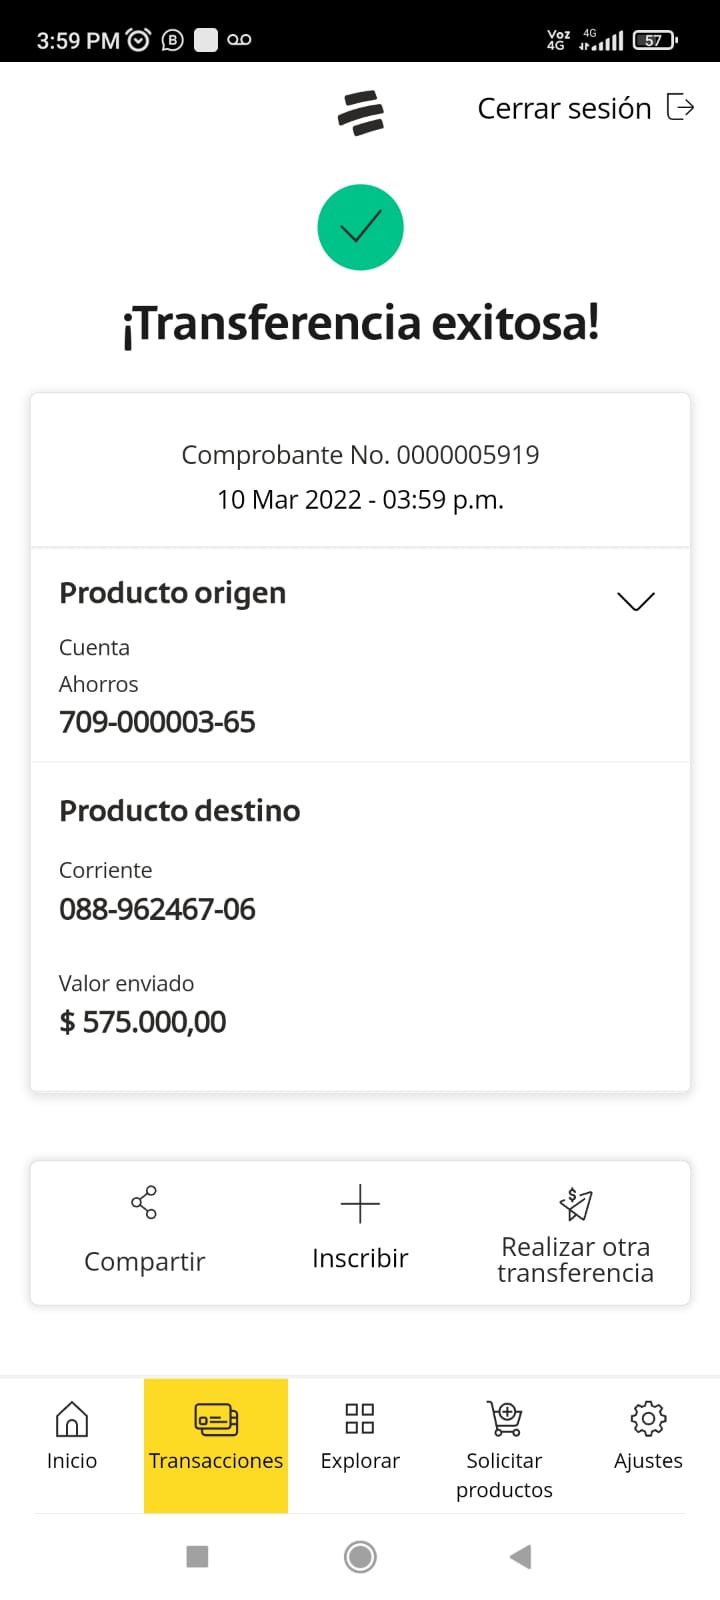 3:59 PM
Voz 4G 4G 57
Cerrar sesión
¡Transferencia exitosa!
Comprobante No. 0000005919
10 Mar 2022 - 03:59 p.m.
Producto origen
Cuenta
Ahorros
709-000003-65
Producto destino
Corriente
088-962467-06
Valor enviado
$ 575.000,00
Compartir
Inscribir
Realizar otra
transferencia
Inicio
Transacciones
Explorar
Solicitar
productos
Ajustes